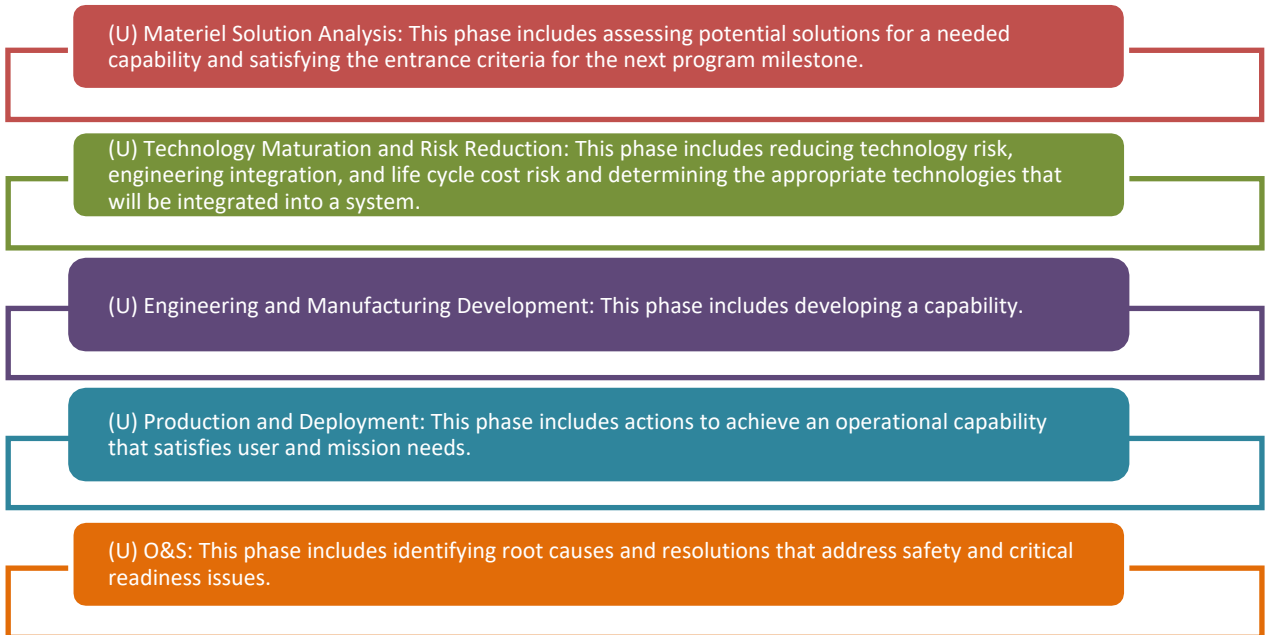 (U) Materiel Solution Analysis: This phase includes assessing potential solutions for a needed
capability and satisfying the entrance criteria for the next program milestone.
(U) Technology Maturation and Risk Reduction: This phase includes reducing technology risk,
engineering integration, and life cycle cost risk and determining the appropriate technologies that
will be integrated into a system.
(U) Engineering and Manufacturing Development: This phase includes developing a capability.
(U) Production and Deployment: This phase includes actions to achieve an operational capability
that satisfies user and mission needs.
(U) O&S: This phase includes identifying root causes and resolutions that address safety and critical
readiness issues.